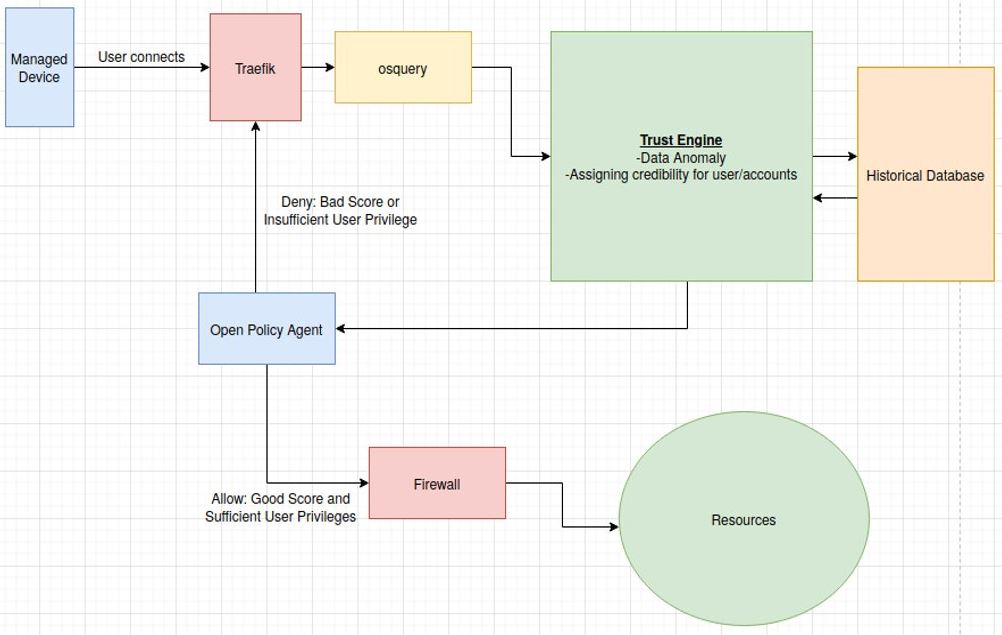 Managed
Device
User connects
Traefik
osquery
Trust Engine
-Data Anomaly
-Assigning credibility for user/accounts
Historical Database
Deny: Bad Score or
Insufficient User Privilege
Open Policy Agent
Allow: Good Score and
Sufficient User Privileges
Firewall
Resources